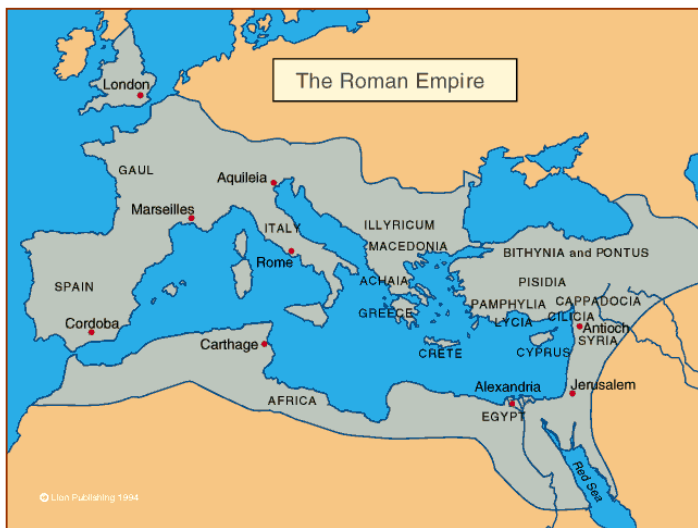 The Roman Empire
London
GAUL
Aquileia
Marseilles
ITALY
ILLYRICUM
MACEDONIA
Rome
BITHYNIA and PONTUS
SPAIN
ACHAIA
PISIDIA
GREECE
PAMPHYLIA
CAPPADOCIA
LYCIA
CILICIA
Cordoba
Antioch
Carthage
SYRIA
CRETE
CYPRUS
Alexandria
Jerusalem
AFRICA
EGYPT
Red Sea
© Lion Publishing 1994